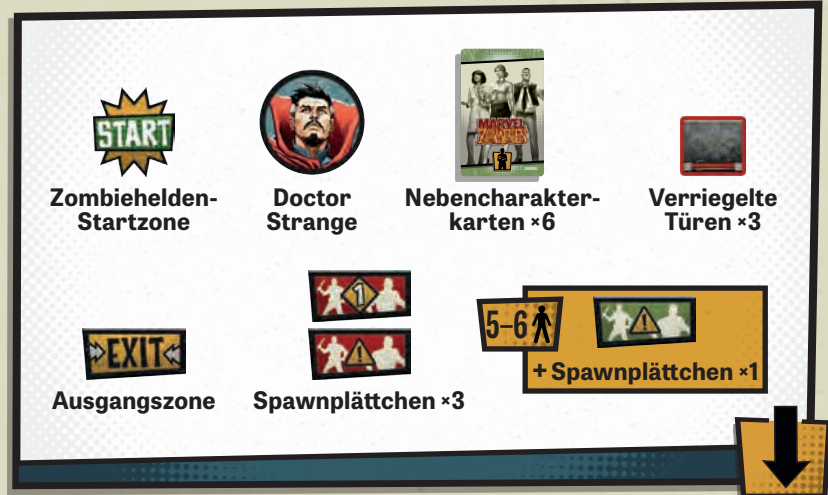 START
Zombiehelden-
Startzone
Doctor
Strange
MARVEL
ZOMBIES
Nebencharakter-
karten ×6
Verriegelte
Türen ×3
EXIT
Ausgangszone
1
Spawnplättchen ×3
5–6
+ Spawnplättchen ×1